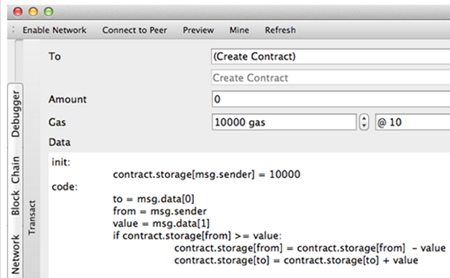 Enable Network Connect to Peer Preview Mine Refresh
To (Create Contract)
Create Contract
Amount 0
Gas 10000 gas @ 10
Data
init:
contract.storage[msg.sender] = 10000
code:
to = msg.data[0]
from = msg.sender
value = msg.data[1]
if contract.storage[from] >= value:
contract.storage[from] = contract.storage[from] - value
contract.storage[to] = contract.storage[to] + value
Debugger
Block Chain
Network
Transact